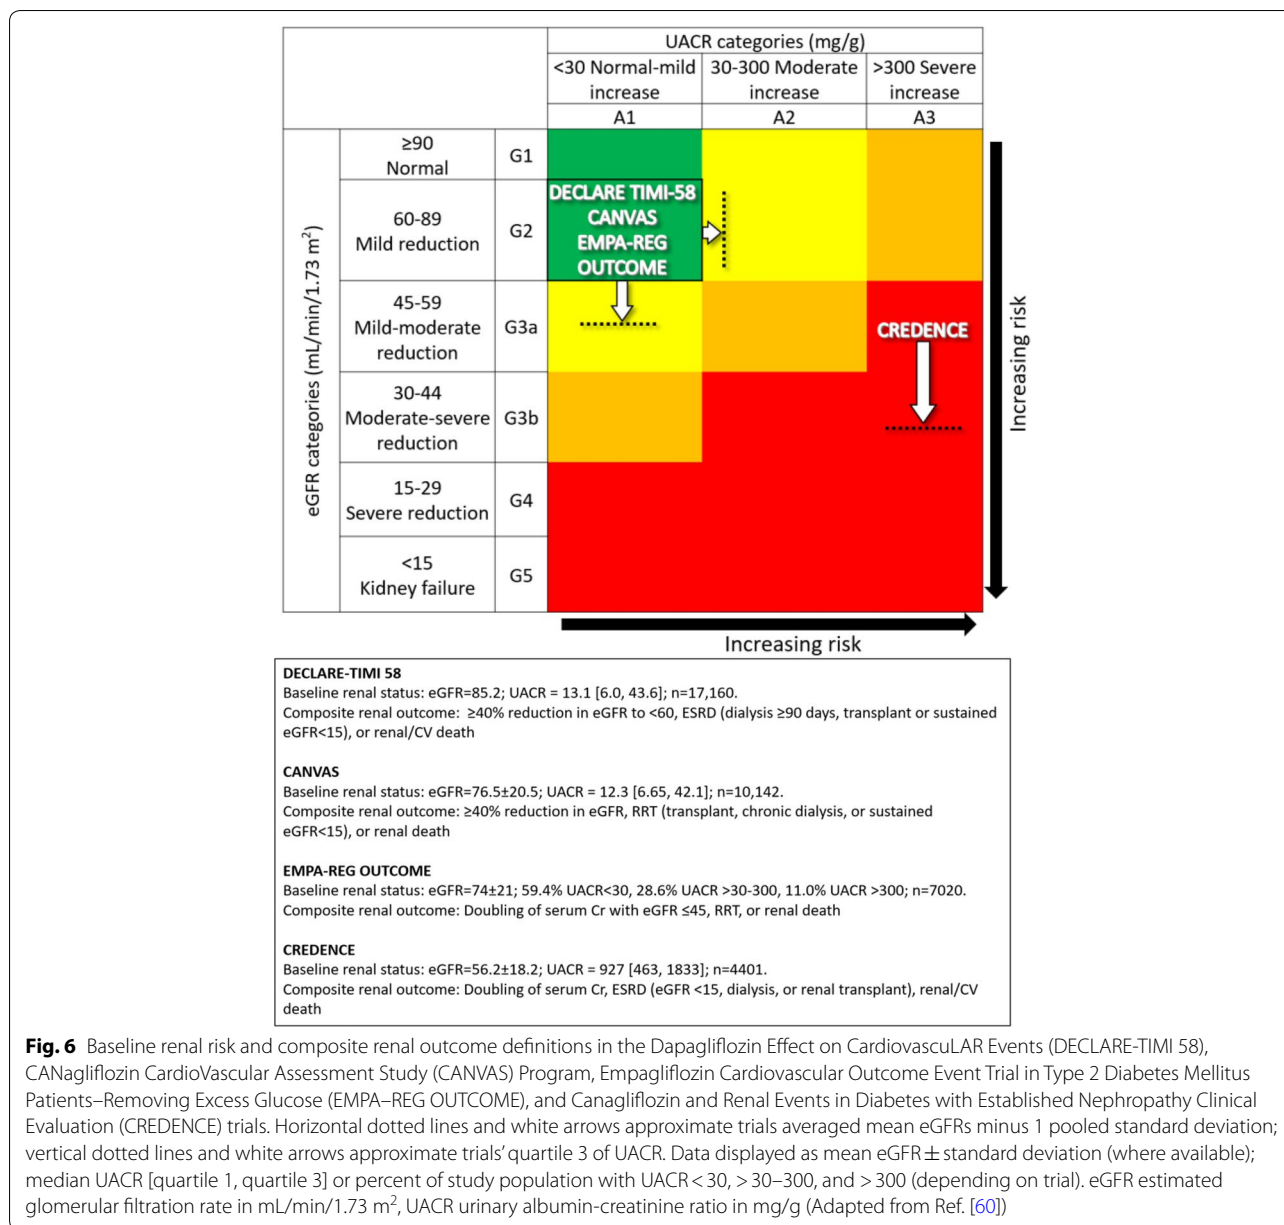 UACR categories (mg/g)
<30 Normal-mild increase
30-300 Moderate increase
>300 Severe increase
A1
A2
A3
eGFR categories (mL/min/1.73 m²)
≥90
Normal
G1
60-89
Mild reduction
G2
DECLARE TIMI-58
CANVAS
EMPA-REG
OUTCOME
45-59
Mild-moderate
reduction
G3a
CREDENCE
30-44
Moderate-severe
reduction
G3b
15-29
Severe reduction
G4
<15
Kidney failure
G5
Increasing risk
Increasing risk
DECLARE-TIMI 58
Baseline renal status: eGFR=85.2; UACR = 13.1 [6.0, 43.6]; n=17,160.
Composite renal outcome:  ≥40% reduction in eGFR to <60, ESRD (dialysis ≥90 days, transplant or sustained
eGFR<15), or renal/CV death
CANVAS
Baseline renal status: eGFR=76.5±20.5; UACR = 12.3 [6.65, 42.1]; n=10,142.
Composite renal outcome: ≥40% reduction in eGFR, RRT (transplant, chronic dialysis, or sustained
eGFR<15), or renal death
EMPA-REG OUTCOME
Baseline renal status: eGFR=74±21; 59.4% UACR<30, 28.6% UACR >30-300, 11.0% UACR >300; n=7020.
Composite renal outcome: Doubling of serum Cr with eGFR ≤45, RRT, or renal death
CREDENCE
Baseline renal status: eGFR=56.2±18.2; UACR = 927 [463, 1833]; n=4401.
Composite renal outcome: Doubling of serum Cr, ESRD (eGFR <15, dialysis, or renal transplant), renal/CV
death
Fig. 6 Baseline renal risk and composite renal outcome definitions in the Dapagliflozin Effect on CardiovascuLAR Events (DECLARE-TIMI 58),
CANagliflozin CardioVascular Assessment Study (CANVAS) Program, Empagliflozin Cardiovascular Outcome Event Trial in Type 2 Diabetes Mellitus
Patients–Removing Excess Glucose (EMPA–REG OUTCOME), and Canagliflozin and Renal Events in Diabetes with Established Nephropathy Clinical
Evaluation (CREDENCE) trials. Horizontal dotted lines and white arrows approximate trials averaged mean eGFRs minus 1 pooled standard deviation;
vertical dotted lines and white arrows approximate trials’ quartile 3 of UACR. Data displayed as mean eGFR ± standard deviation (where available);
median UACR [quartile 1, quartile 3] or percent of study population with UACR < 30, > 30–300, and > 300 (depending on trial). eGFR estimated
glomerular filtration rate in mL/min/1.73 m², UACR urinary albumin-creatinine ratio in mg/g (Adapted from Ref. [60])